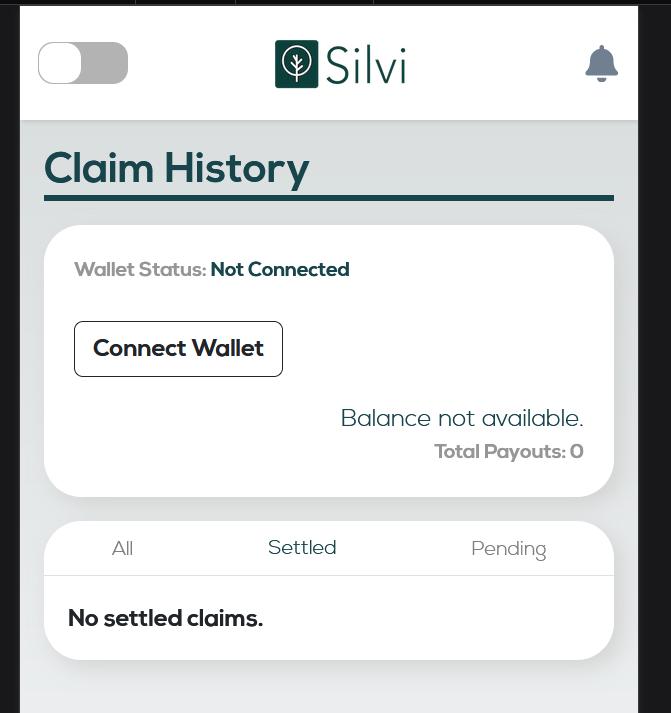 Silvi
Claim History
Wallet Status: Not Connected
Connect Wallet
Balance not available.
Total Payouts: 0
All Settled Pending
No settled claims.